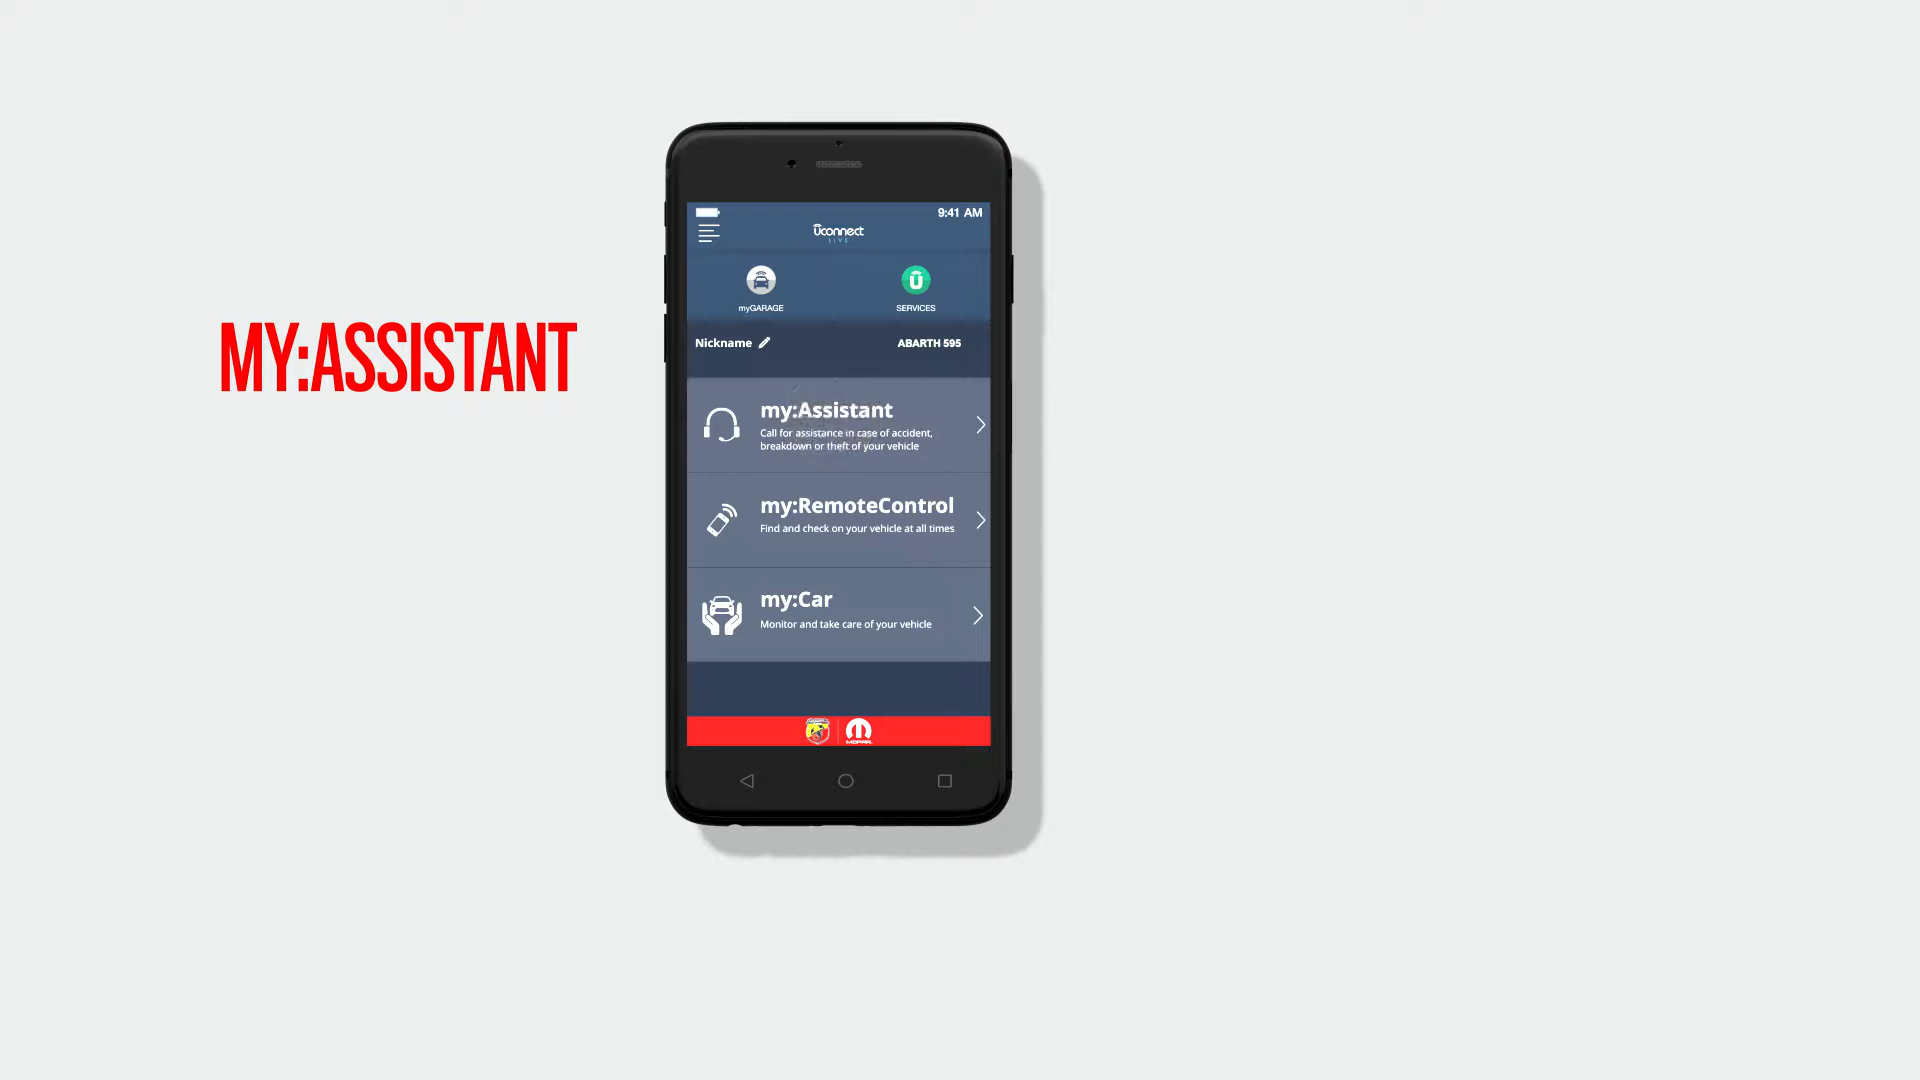 MY:ASSISTANT
9:41 AM
uconnect
LIVE
myGARAGE
SERVICES
Nickname
ABARTH 595
my:Assistant
Call for assistance in case of accident,
breakdown or theft of your vehicle
my:RemoteControl
Find and check on your vehicle at all times
my:Car
Monitor and take care of your vehicle
MOPAR